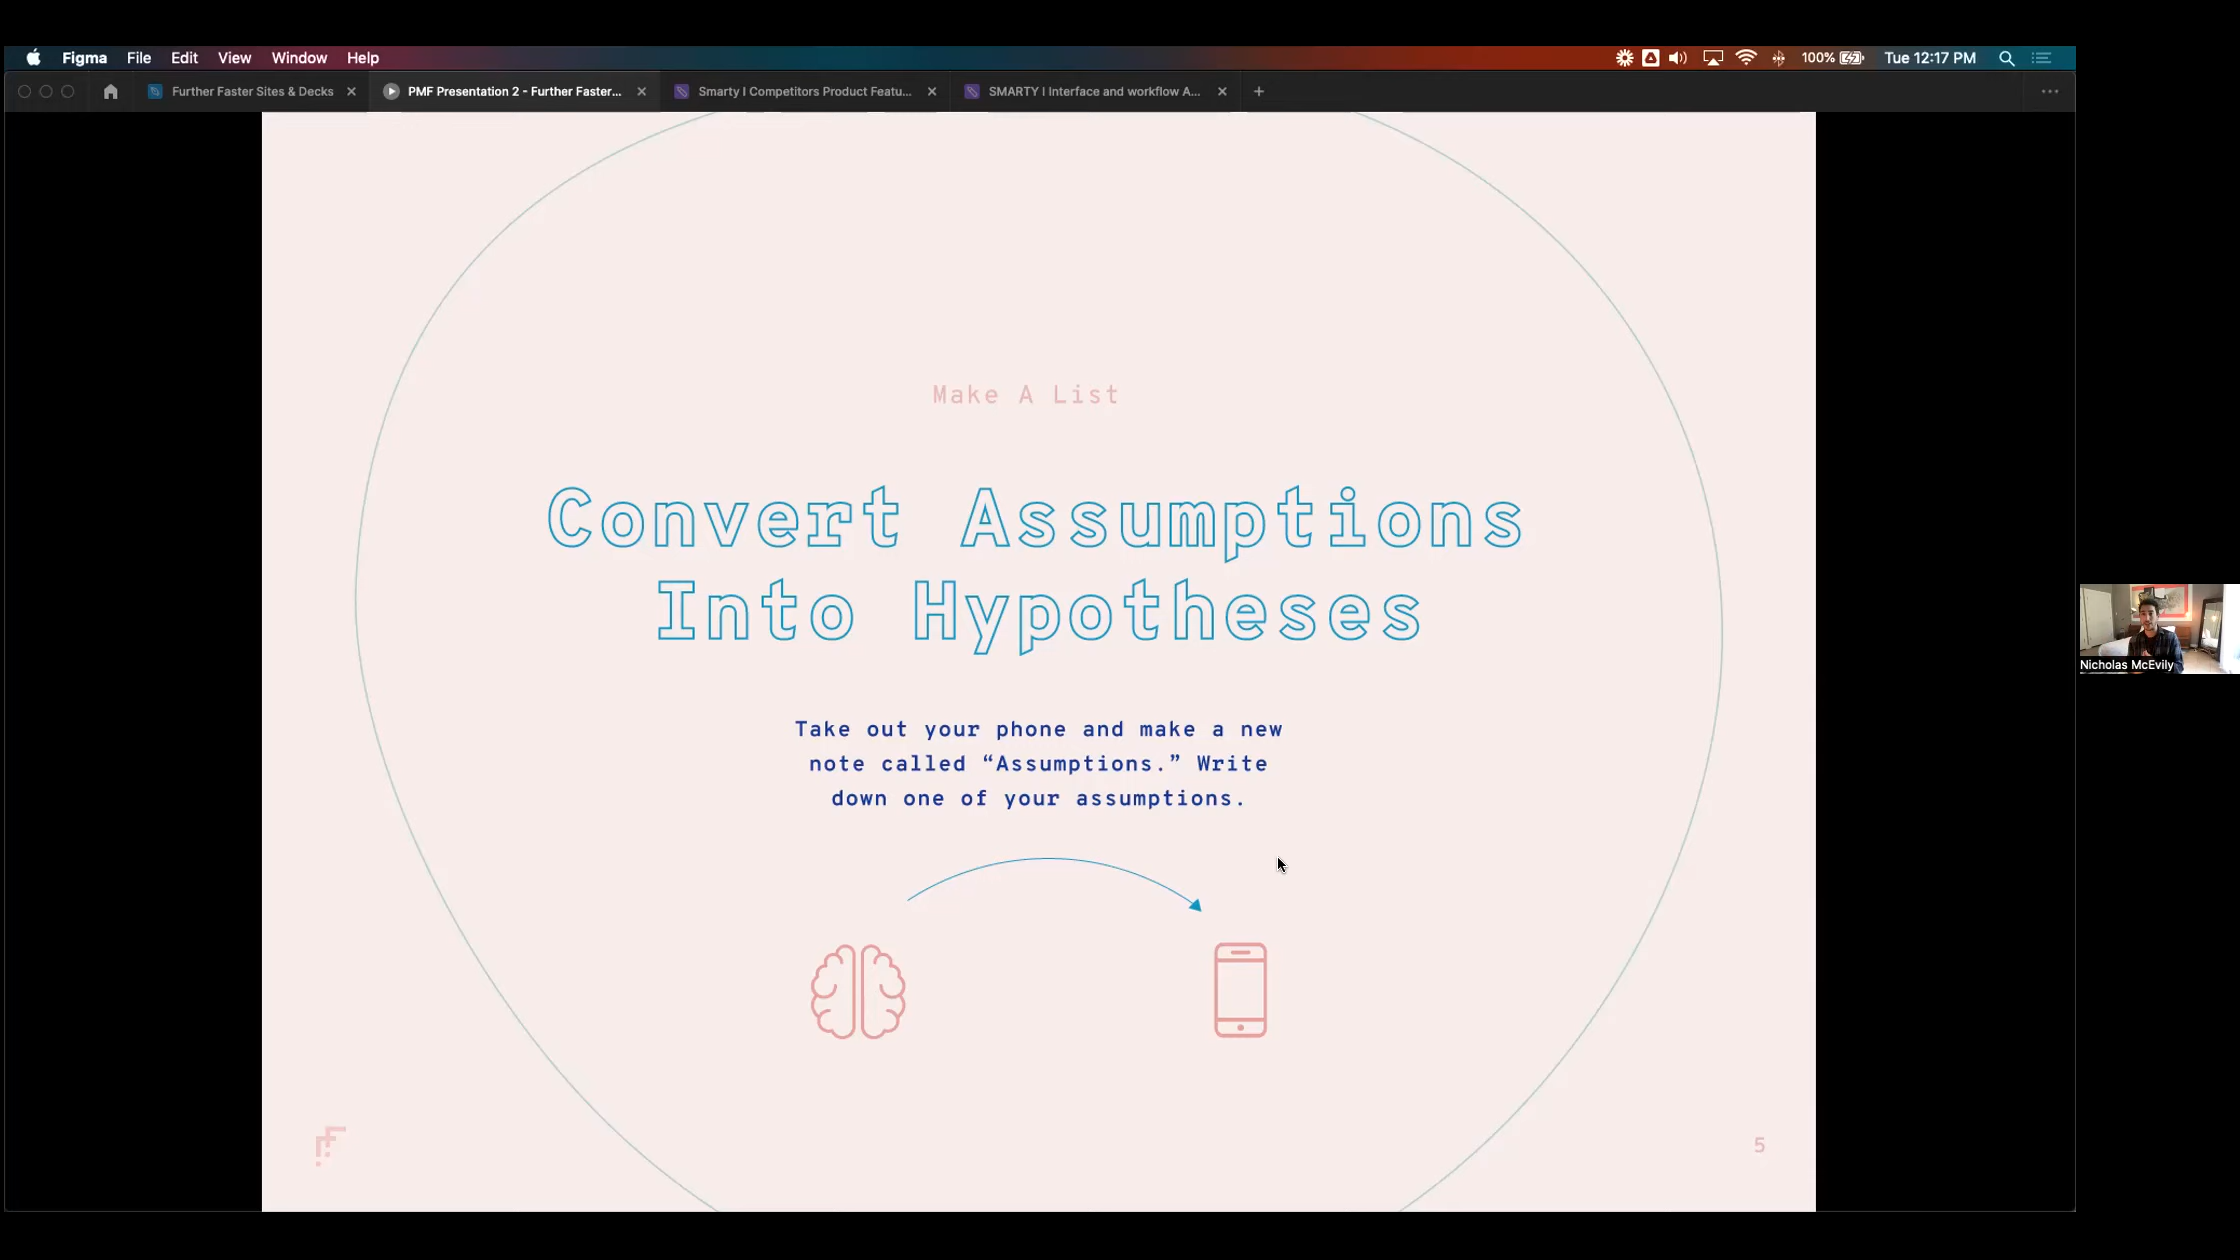 Figma File Edit View Window Help 100% Tue 12:17 PM
Further Faster Sites & Decks PMF Presentation 2 - Further Faster... Smarty | Competitors Product Featu... SMARTY | Interface and workflow A...
Make A List
Convert Assumptions
Into Hypotheses
Take out your phone and make a new
note called “Assumptions.” Write
down one of your assumptions.
Nicholas McEvily
5